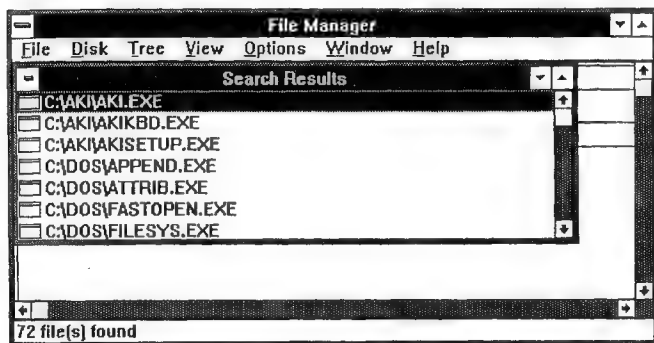 File Manager
File Disk Tree View Options Window Help
Search Results
C:\AKI\AKI.EXE
C:\AKI\AKIKBD.EXE
C:\AKI\AKISETUP.EXE
C:\DOS\APPEND.EXE
C:\DOS\ATTRIB.EXE
C:\DOS\FASTOPEN.EXE
C:\DOS\FILESYS.EXE
72 file(s) found